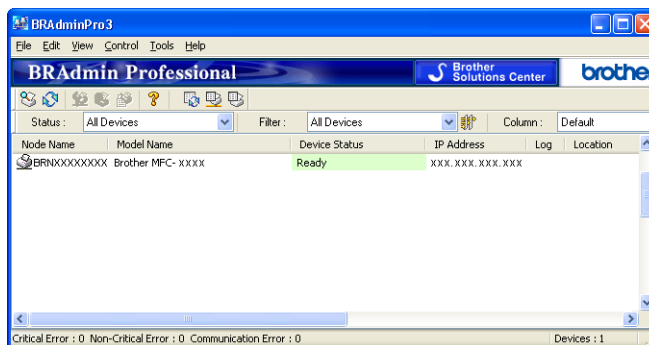 BRAdminPro3
File Edit View Control Tools Help
BRAdmin Professional Brother Solutions Center brothe
Status : All Devices Filter : All Devices Column : Default
Node Name Model Name Device Status IP Address Log Location
BRNXXXXXXXX Brother MFC- XXXX Ready XXX.XXX.XXX.XXX
Critical Error : 0 Non-Critical Error : 0 Communication Error : 0 Devices : 1